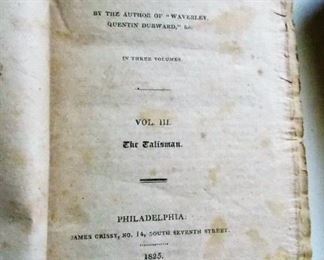 BY THE AUTHOR OF "WAVERLEY,
QUENTIN DURWARD," &c.
IN THREE VOLUMES.
VOL. III.
The Talisman.
PHILADELPHIA:
JAMES CRISSY, NO. 14, SOUTH SEVENTH STREET.
1825.